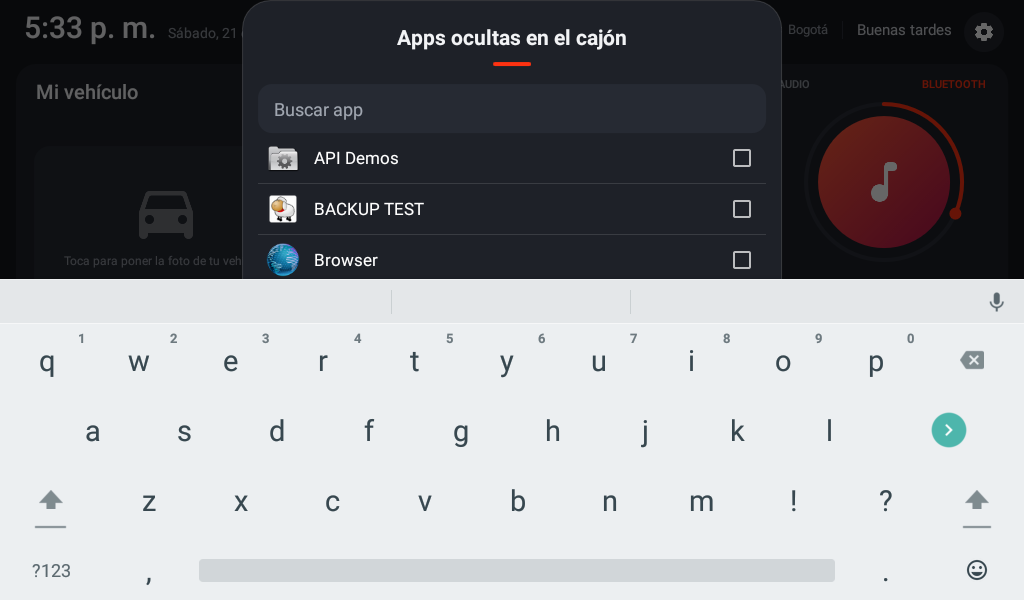 5:33 p. m.
Sábado, 21
Bogotá
Buenas tardes
Apps ocultas en el cajón
Mi vehículo
AUDIO
BLUETOOTH
Buscar app
API Demos
BACKUP TEST
Browser
Toca para poner la foto de tu
1 2 3 4 5 6 7 8 9 0
q w e r t y u i o p
a s d f g h j k l
z x c v b n m ! ?
?123 , .